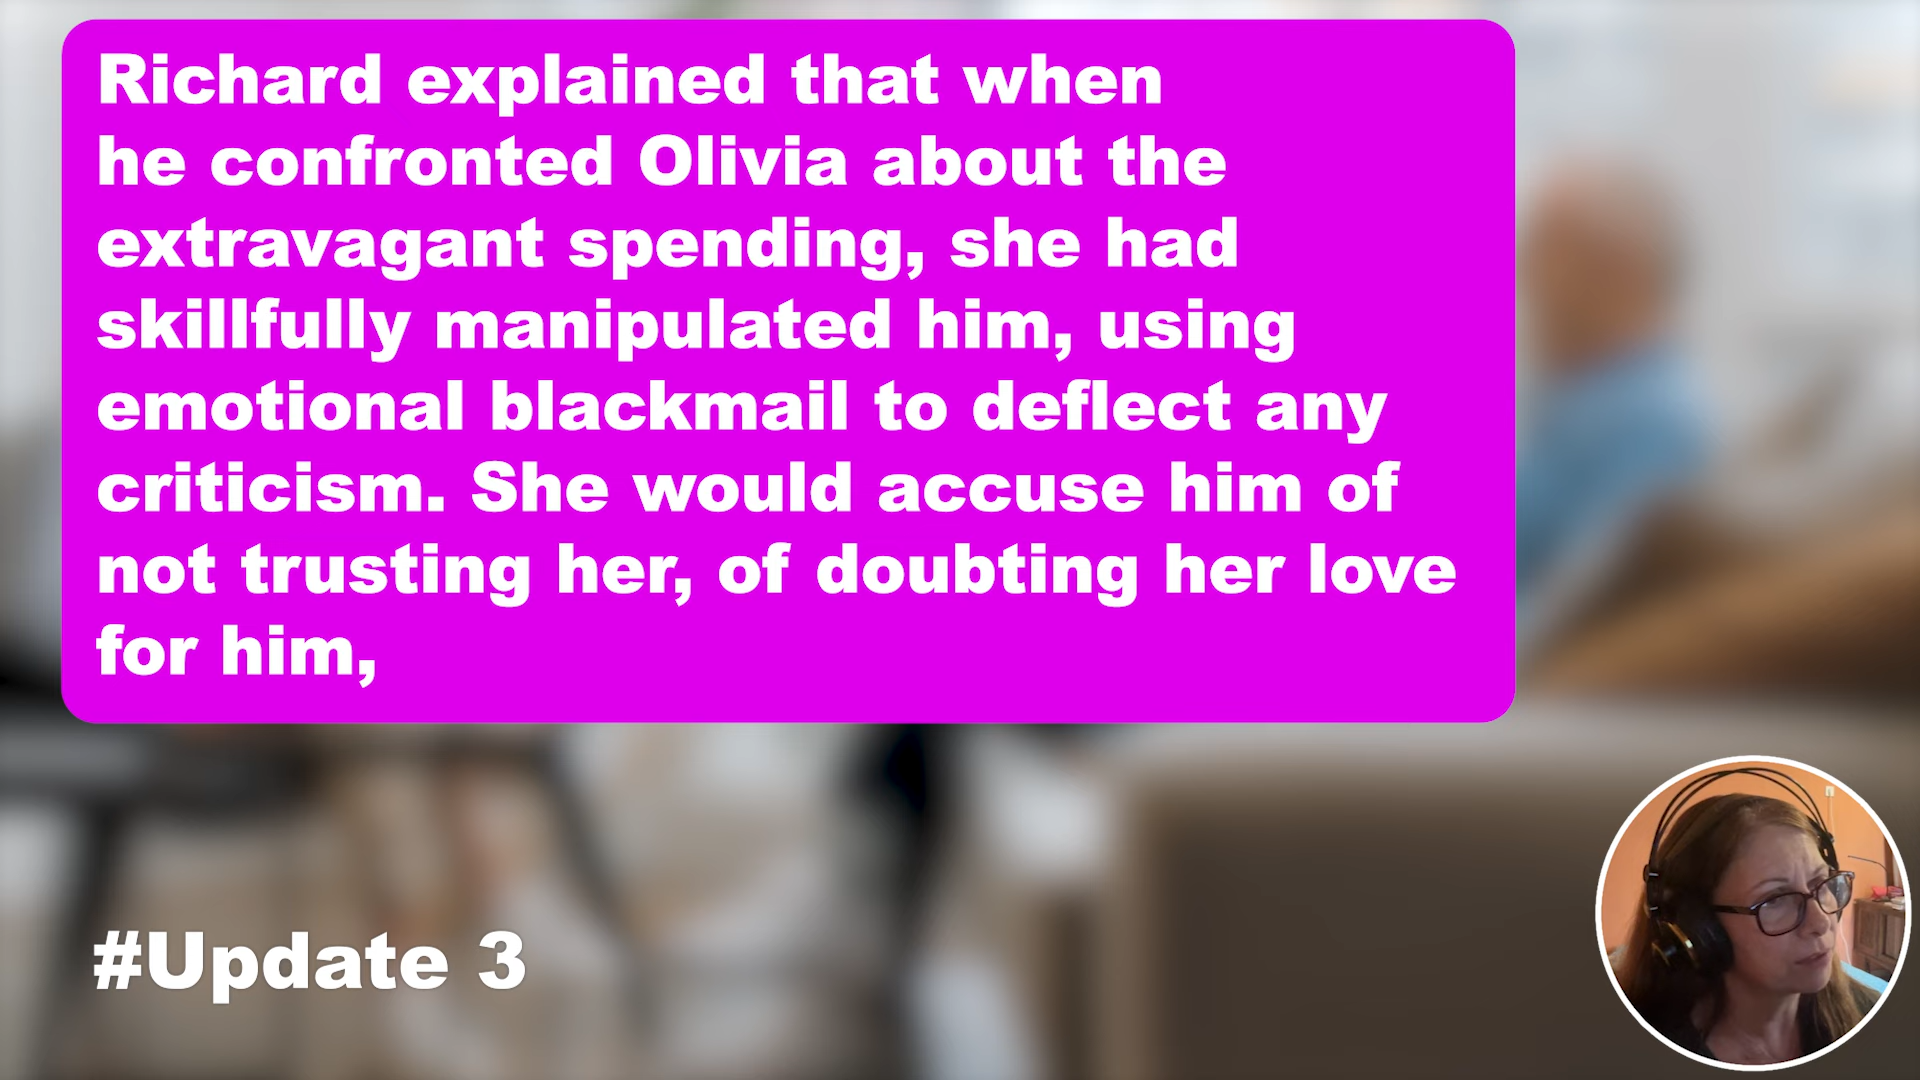 Richard explained that when
he confronted Olivia about the
extravagant spending, she had
skillfully manipulated him, using
emotional blackmail to deflect any
criticism. She would accuse him of
not trusting her, of doubting her love
for him,
#Update 3